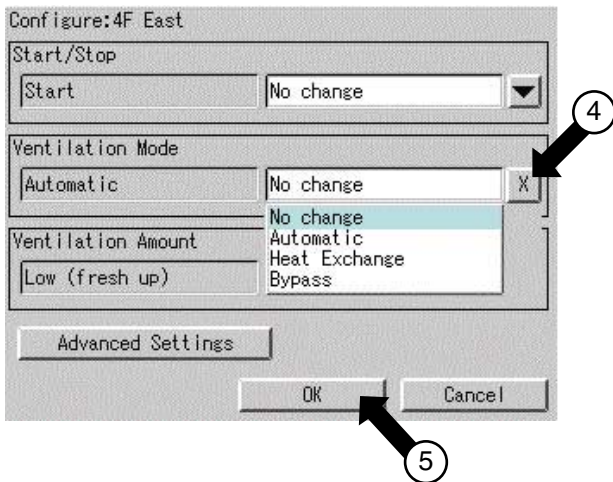 Configure:4F East
Start/Stop
Start No change
4
Ventilation Mode
Automatic No change X
No change
Automatic
Heat Exchange
Bypass
Ventilation Amount
Low (fresh up)
Advanced Settings
OK Cancel
5